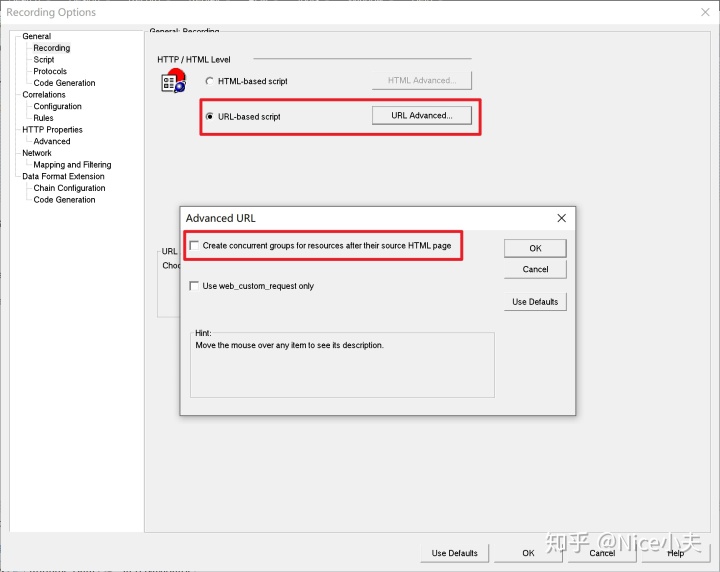 Recording Options
General
Recording
Script
Protocols
Code Generation
Correlations
Configuration
Rules
HTTP Properties
Advanced
Network
Mapping and Filtering
Data Format Extension
Chain Configuration
Code Generation
General: Recording
HTTP / HTML Level
HTML-based script
HTML Advanced...
URL-based script
URL Advanced...
URL
Advanced URL
Create concurrent groups for resources after their source HTML page
Use web_custom_request only
OK
Cancel
Use Defaults
Hint:
Move the mouse over any item to see its description.
Use Defaults
OK
Cancel
Help
知乎 @Nice小夫